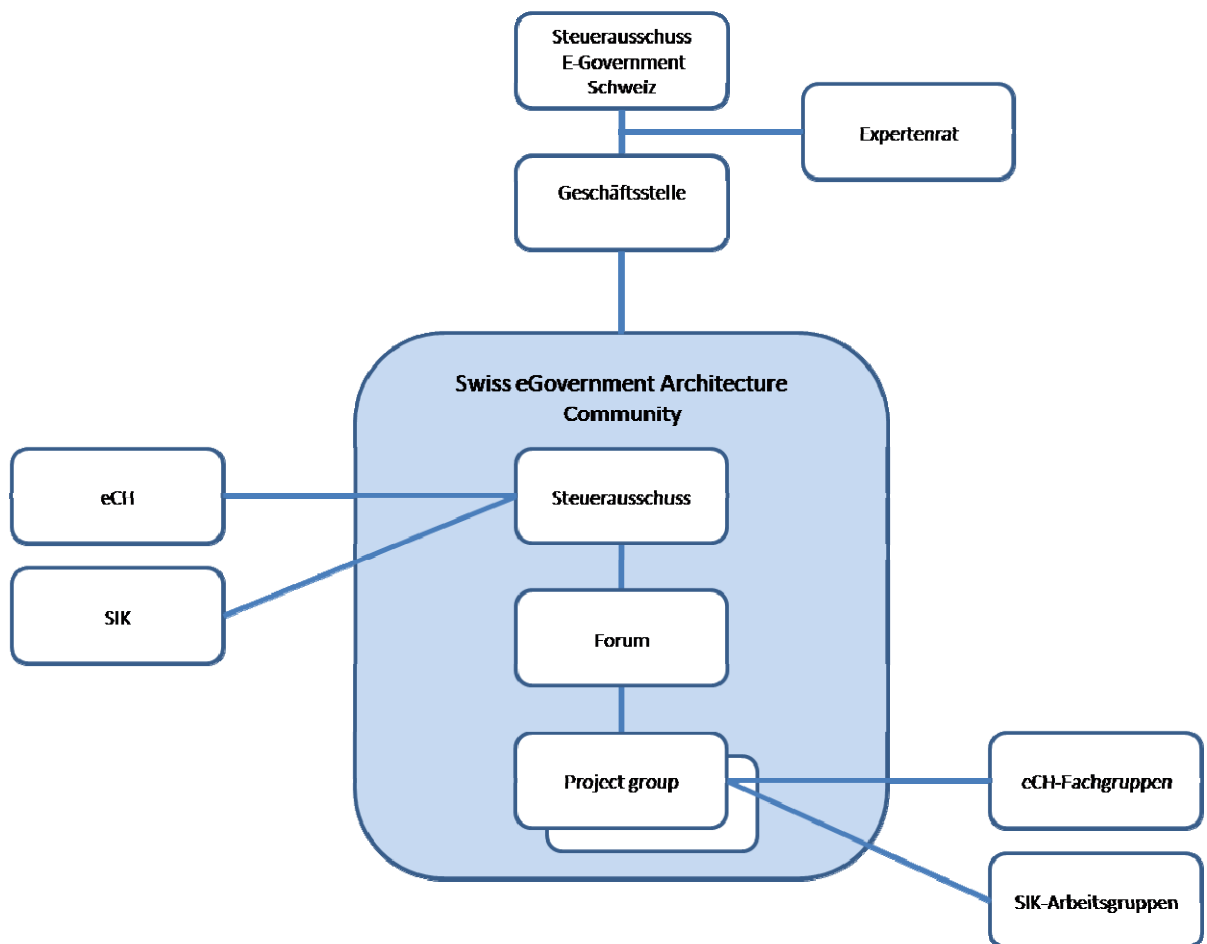 Steuerausschuss
E-Government
Schweiz
Expertenrat
Geschäftsstelle
Swiss eGovernment Architecture
Community
eCH
Steuerausschuss
SIK
Forum
Project group
eCH-Fachgruppen
SIK-Arbeitsgruppen